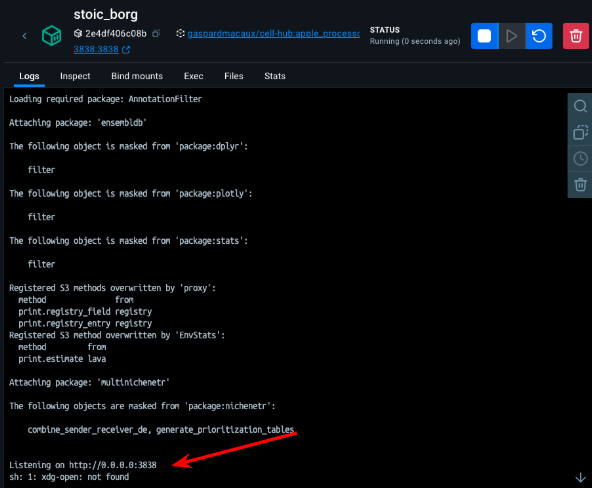 stoic_borg
2e4df406c08b
gaspardmacaux/cell-hub:apple_processo
3838:3838
STATUS
Running (0 seconds ago)
Logs Inspect Bind mounts Exec Files Stats
Loading required package: AnnotationFilter
Attaching package: 'ensembldb'
The following object is masked from 'package:dplyr':
filter
The following object is masked from 'package:plotly':
filter
The following object is masked from 'package:stats':
filter
Registered S3 methods overwritten by 'proxy':
method from
print.registry_field registry
print.registry_entry registry
Registered S3 method overwritten by 'EnvStats':
method from
print.estimate lava
Attaching package: 'multinichenetr'
The following objects are masked from 'package:nichenetr':
combine_sender_receiver_de, generate_prioritization_tables
Listening on http://0.0.0.0:3838
sh: 1: xdg-open: not found